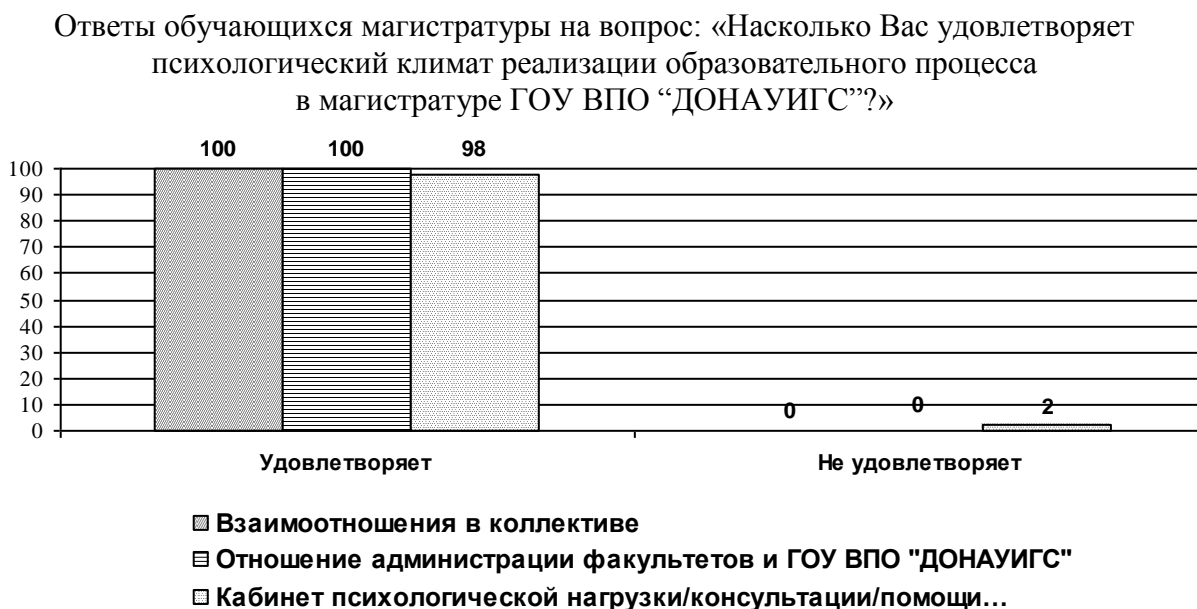 Ответы обучающихся магистратуры на вопрос: «Насколько Вас удовлетворяет
психологический климат реализации образовательного процесса
в магистратуре ГОУ ВПО “ДОНАУИГС”?»
100 100 98
100
90
80
70
60
50
40
30
20
10
0
0 0 2
Удовлетворяет Не удовлетворяет
Взаимоотношения в коллективе
Отношение администрации факультетов и ГОУ ВПО "ДОНАУИГС"
Кабинет психологической нагрузки/консультации/помощи...